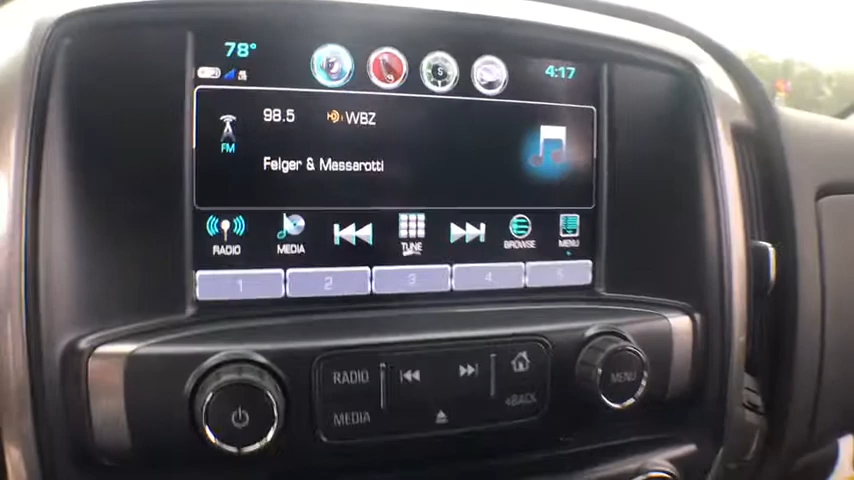 78° 4:17
98.5 WBZ
FM
Felger & Massarotti
RADIO MEDIA TUNE BROWSE MENU
1 2 3 4 5
RADIO
MENU
BACK
MEDIA